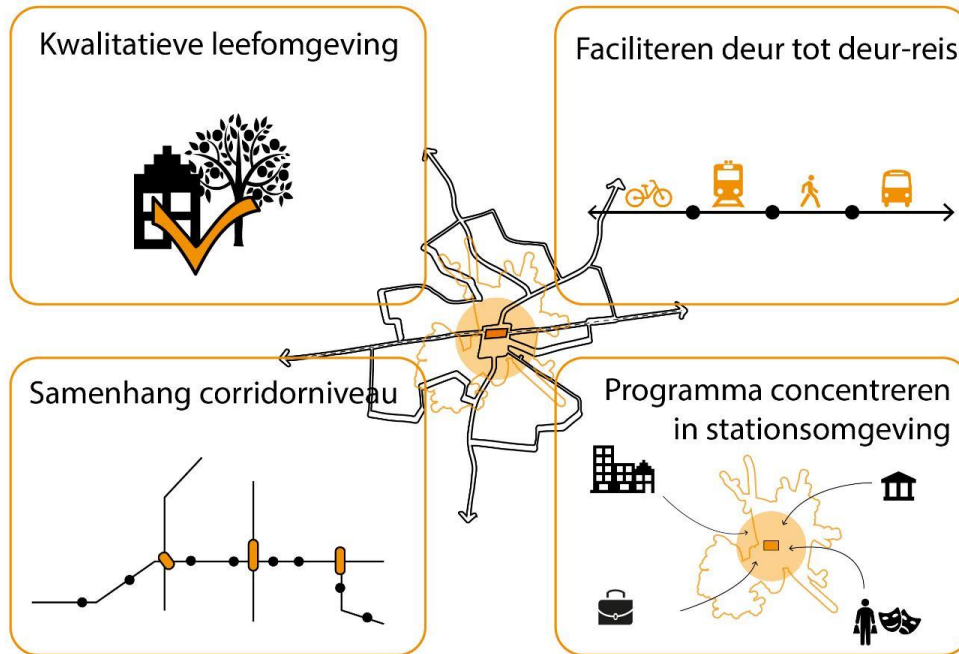 Kwalitatieve leefomgeving
Faciliteren deur tot deur-reis
Samenhang corridorniveau
Programma concentreren
in stationsomgeving